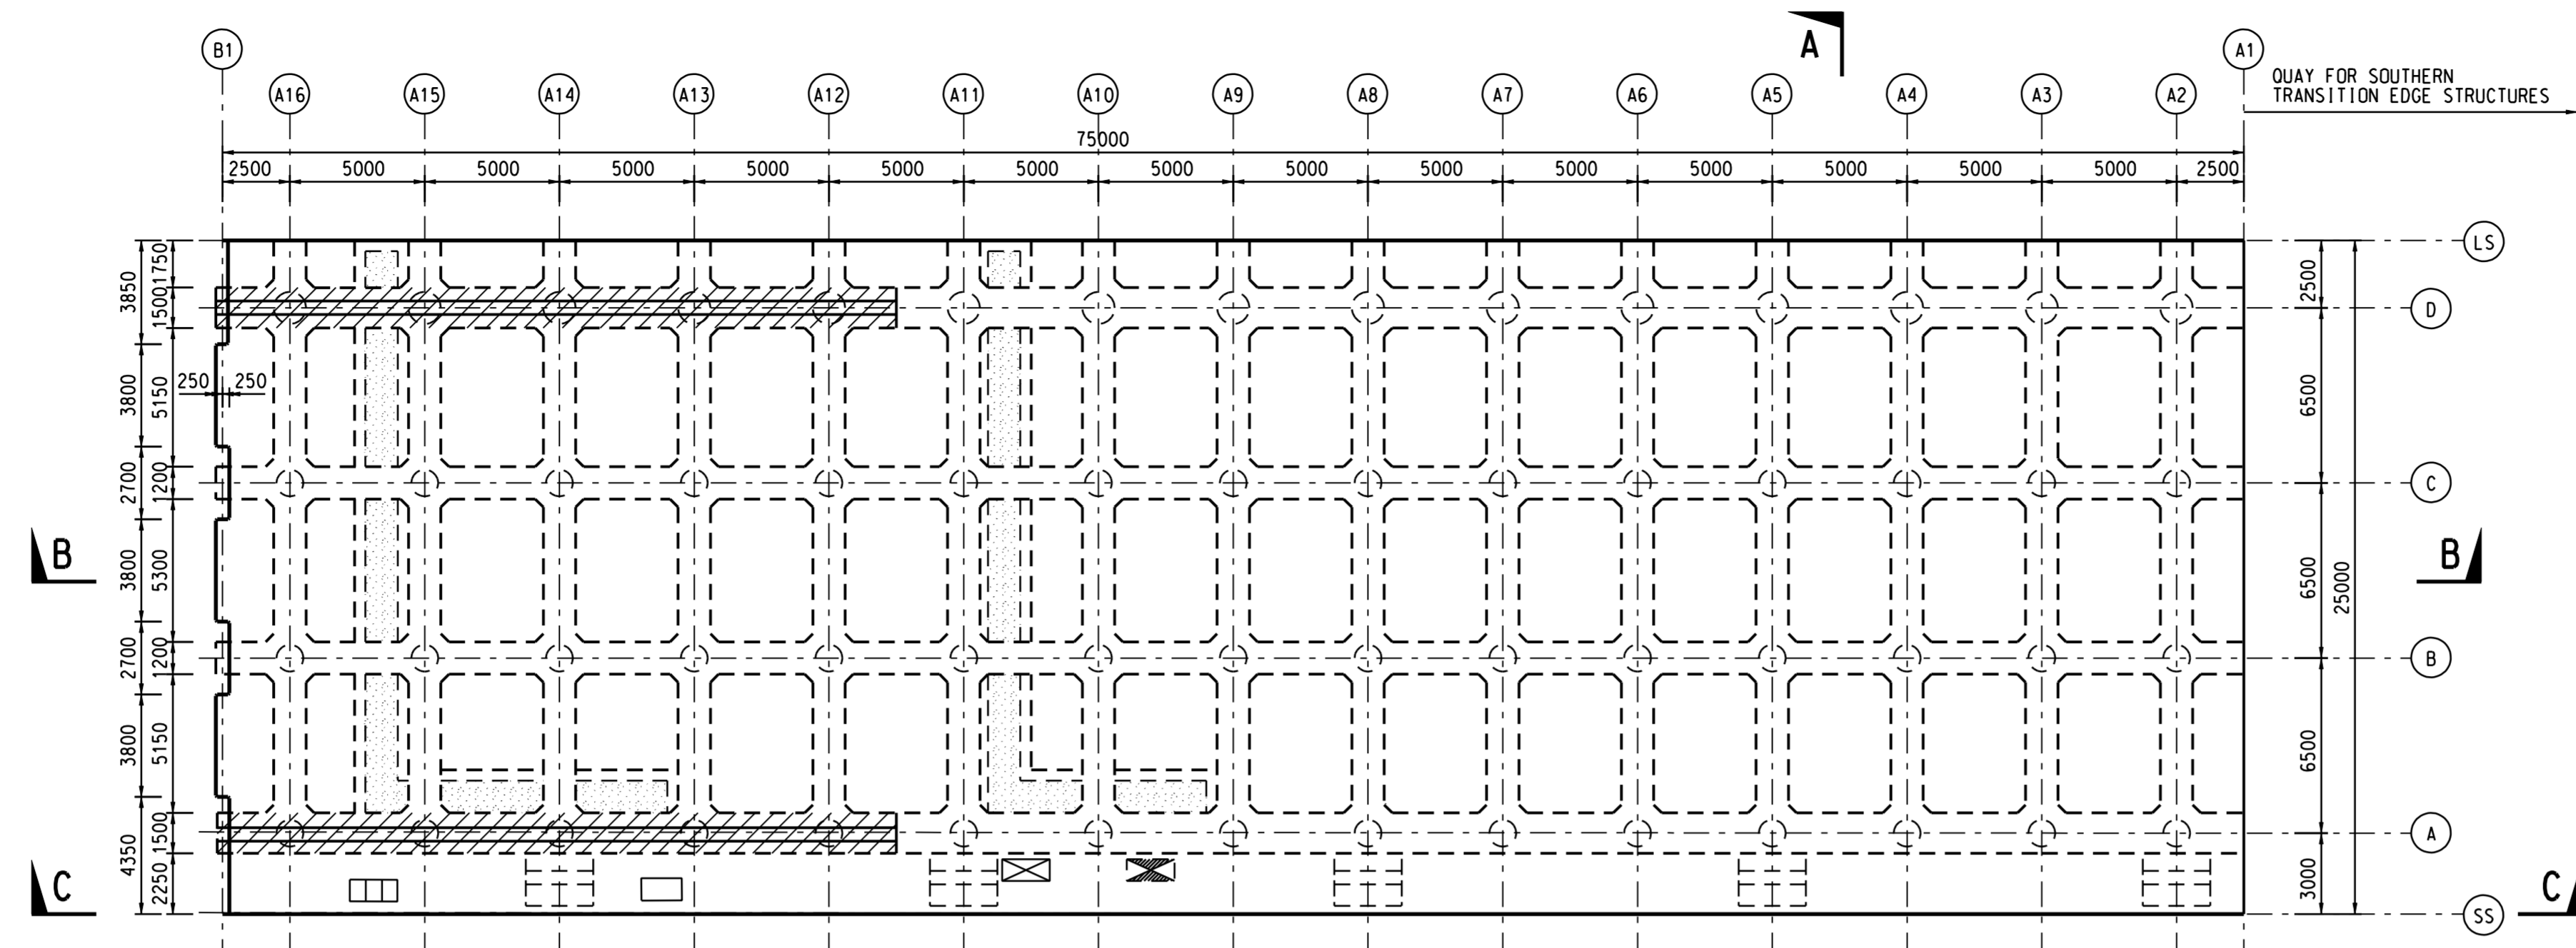 A
B1
A1
QUAY FOR SOUTHERN
TRANSITION EDGE STRUCTURES
A16
A15
A14
A13
A12
A11
A10
A9
A8
A7
A6
A5
A4
A3
A2
75000
2500
5000
5000
5000
5000
5000
5000
5000
5000
5000
5000
5000
5000
5000
5000
2500
LS
D
C
B
A
SS
3850
3800
2700
3800
2700
3800
4350
1750
1500
5150
1200
5300
1200
5150
1500
2250
250
250
2500
6500
6500
6500
3000
25000
B
B
C
C